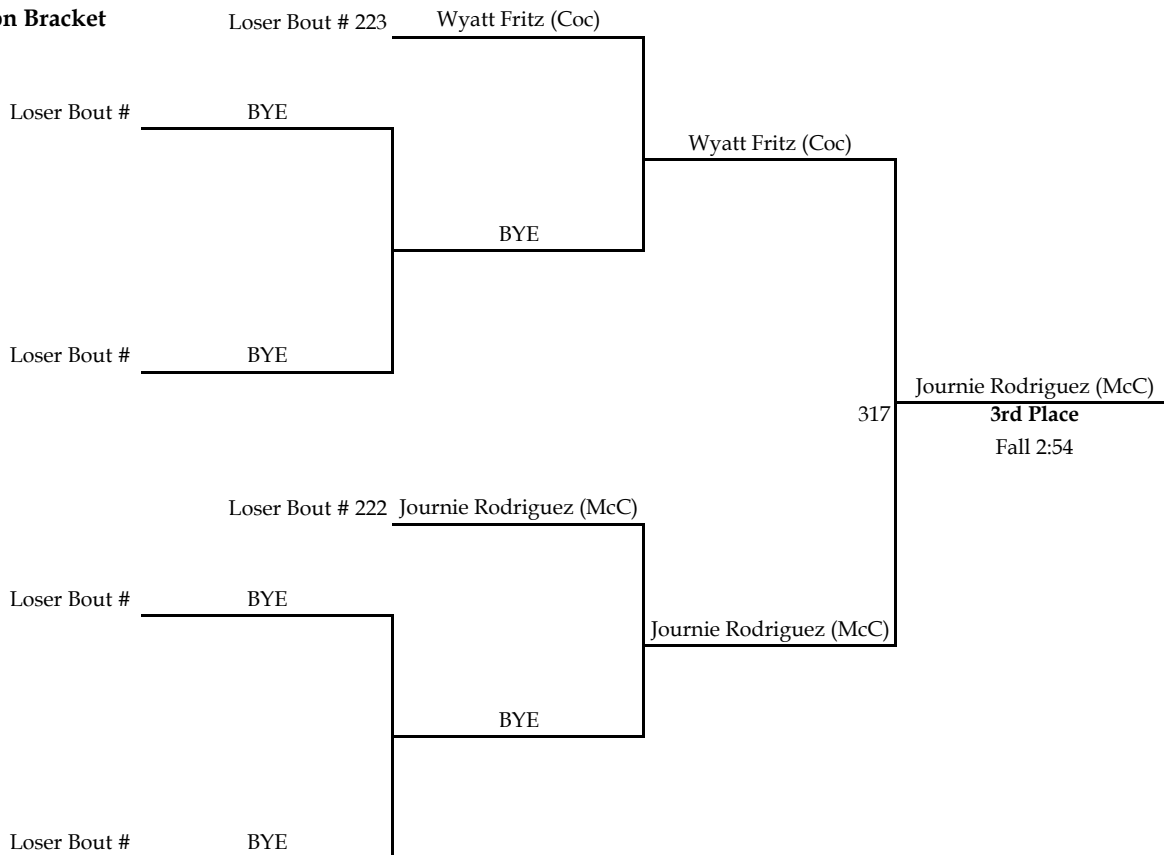 on Bracket
Loser Bout # 223 Wyatt Fritz (Coc)
Loser Bout # BYE
Wyatt Fritz (Coc)
BYE
Loser Bout # BYE
Journie Rodriguez (McC)
317 3rd Place
Fall 2:54
Loser Bout # 222 Journie Rodriguez (McC)
Loser Bout # BYE
Journie Rodriguez (McC)
BYE
Loser Bout # BYE